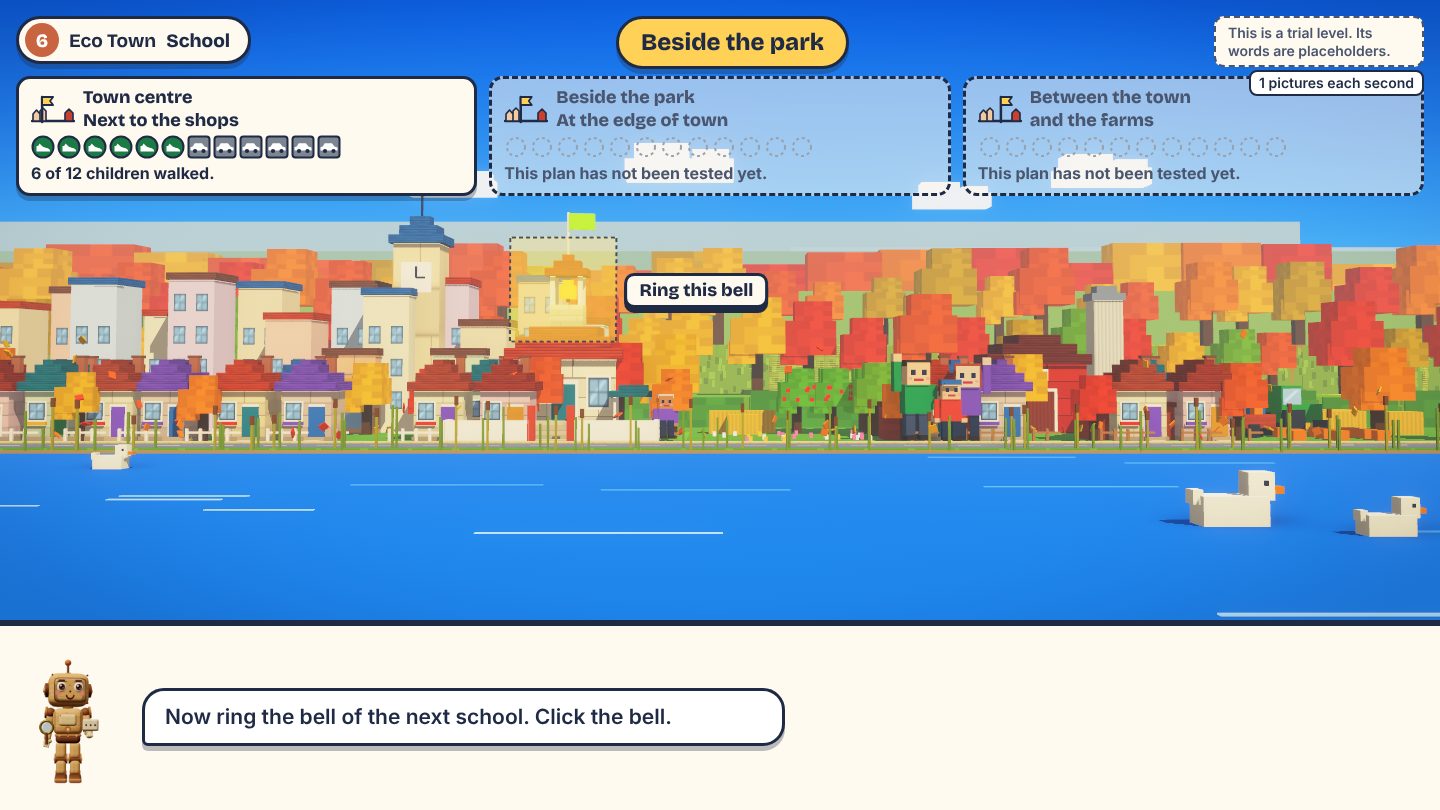 6 Eco Town School
Beside the park
This is a trial level. Its
words are placeholders.
1 pictures each second
Town centre
Next to the shops
6 of 12 children walked.
Beside the park
At the edge of town
This plan has not been tested yet.
Between the town
and the farms
This plan has not been tested yet.
Ring this bell
Now ring the bell of the next school. Click the bell.